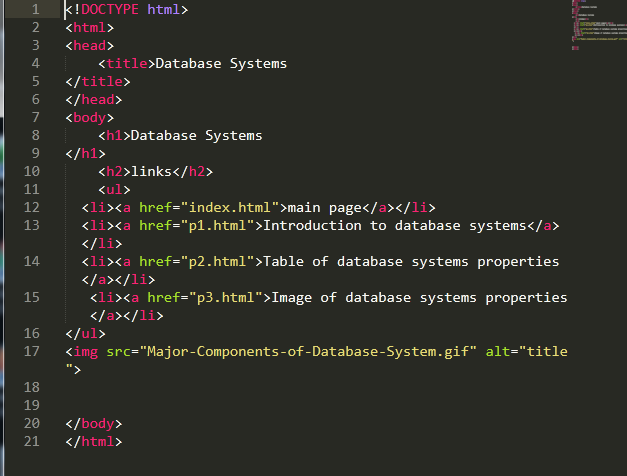 1 <!DOCTYPE html>
2 <html>
3 <head>
4 <title>Database Systems
5 </title>
6 </head>
7 <body>
8 <h1>Database Systems
9 </h1>
10 <h2>links</h2>
11 <ul>
12 <li><a href="index.html">main page</a></li>
13 <li><a href="p1.html">Introduction to database systems</a>
</li>
14 <li><a href="p2.html">Table of database systems properties
</a></li>
15 <li><a href="p3.html">Image of database systems properties
</a></li>
16 </ul>
17 <img src="Major-Components-of-Database-System.gif" alt="title
">
18
19
20 </body>
21 </html>